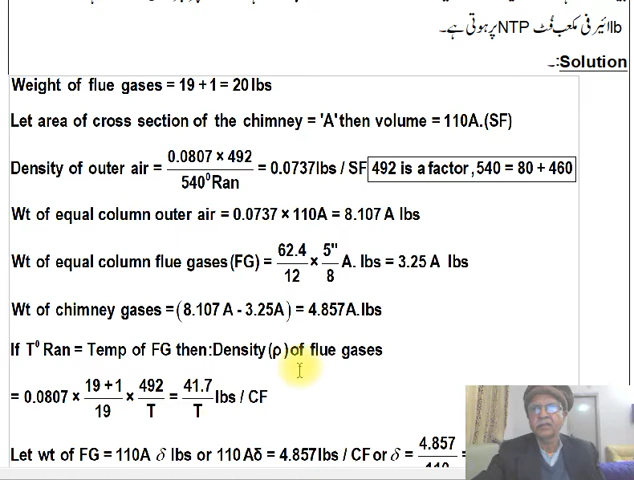 lb ائیر فی مکعب فُٹ NTP پر ہوتی ہے۔
Solution:۔
Weight of flue gases = 19 + 1 = 20 lbs
Let area of cross section of the chimney = 'A' then volume = 110A.(SF)
Density of outer air = 0.0807 × 492 / 540⁰Ran = 0.0737lbs / SF 492 is a factor, 540 = 80 + 460
Wt of equal column outer air = 0.0737 × 110A = 8.107 A lbs
Wt of equal column flue gases (FG) = 62.4/12 × 5"/8 A. lbs = 3.25 A lbs
Wt of chimney gases = (8.107 A - 3.25A) = 4.857A.lbs
If T⁰ Ran = Temp of FG then:Density (ρ) of flue gases
= 0.0807 × 19 + 1/19 × 492/T = 41.7/T lbs / CF
Let wt of FG = 110A δ lbs or 110 Aδ = 4.857lbs / CF or δ = 4.857/110 =